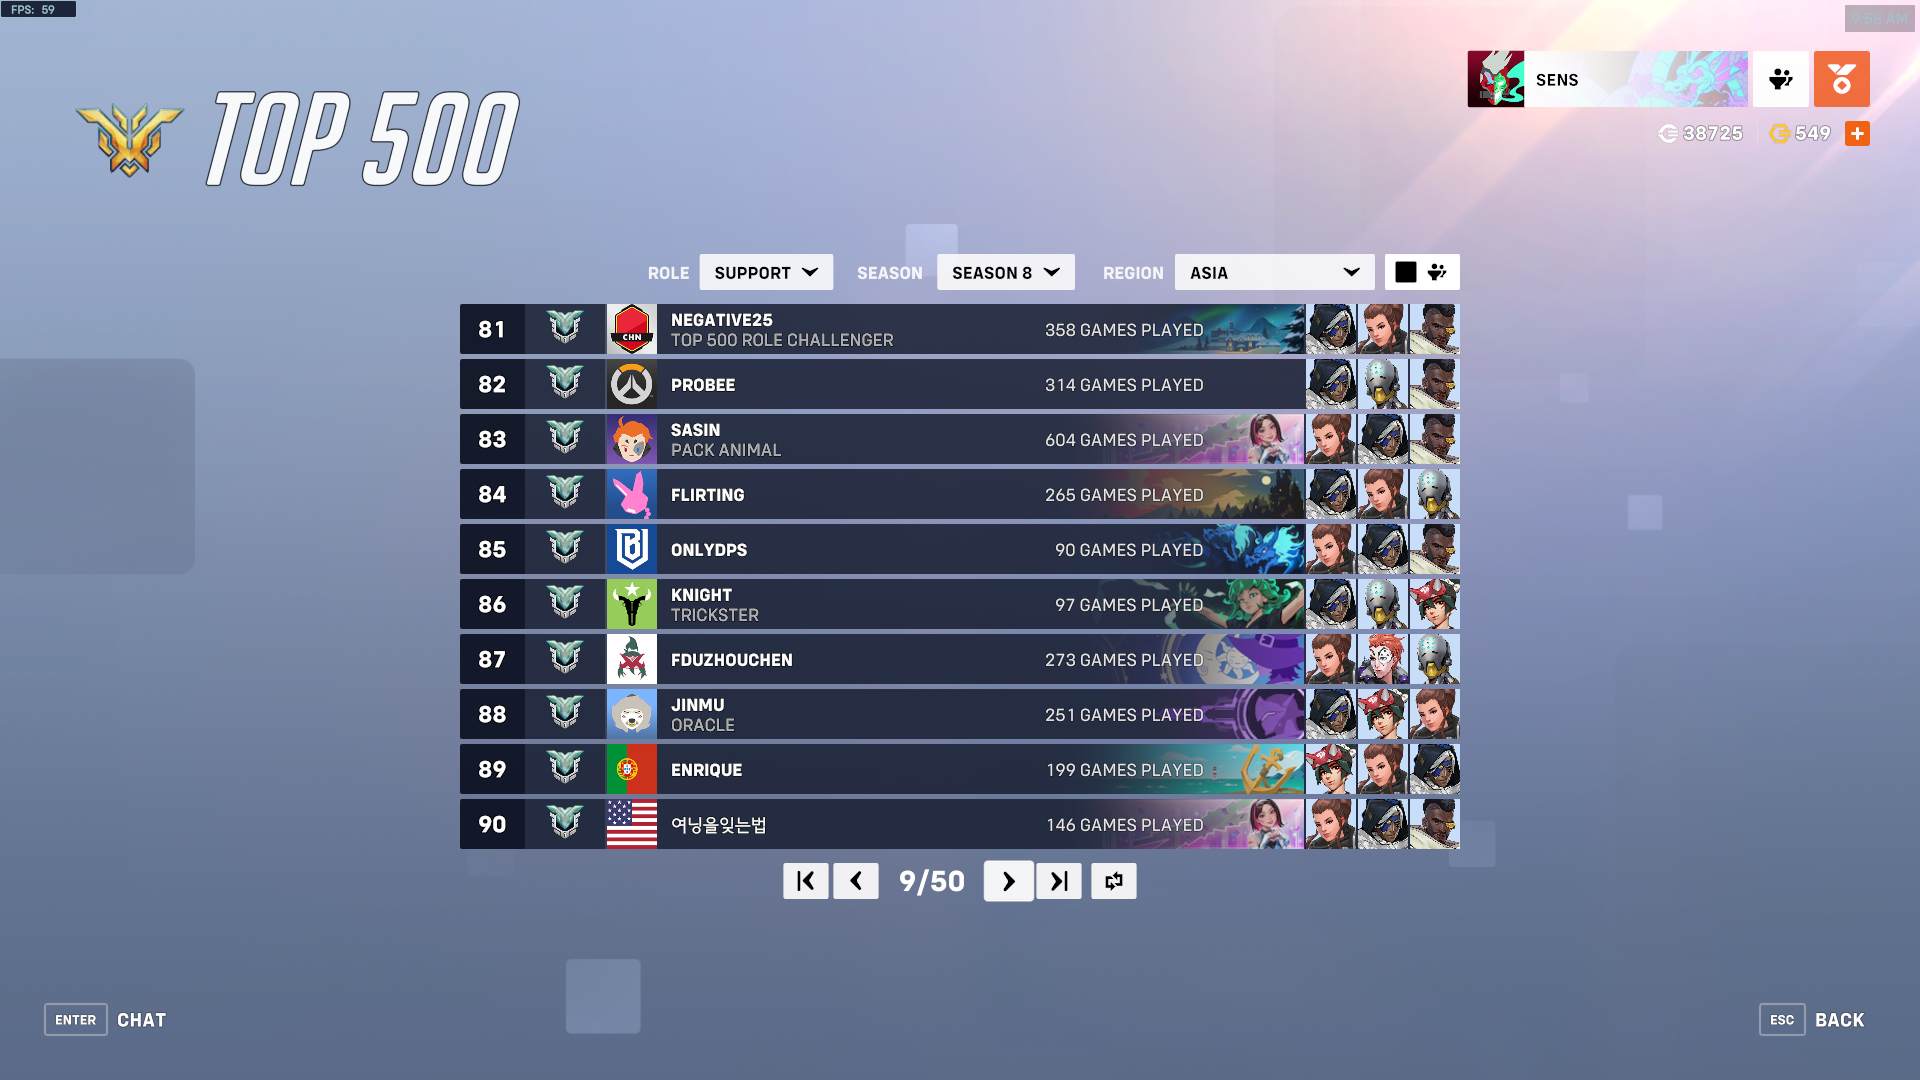 FPS: 59
9:58 AM
TOP 500
SENS
38725
549
ROLE SUPPORT SEASON SEASON 8 REGION ASIA
81 CHN NEGATIVE25 358 GAMES PLAYED
TOP 500 ROLE CHALLENGER
82 PROBEE 314 GAMES PLAYED
83 SASIN 604 GAMES PLAYED
PACK ANIMAL
84 FLIRTING 265 GAMES PLAYED
85 ONLYDPS 90 GAMES PLAYED
86 KNIGHT 97 GAMES PLAYED
TRICKSTER
87 FDUZHOUCHEN 273 GAMES PLAYED
88 JINMU 251 GAMES PLAYED
ORACLE
89 ENRIQUE 199 GAMES PLAYED
90 여닝을잊는법 146 GAMES PLAYED
9/50
ENTER CHAT
ESC BACK